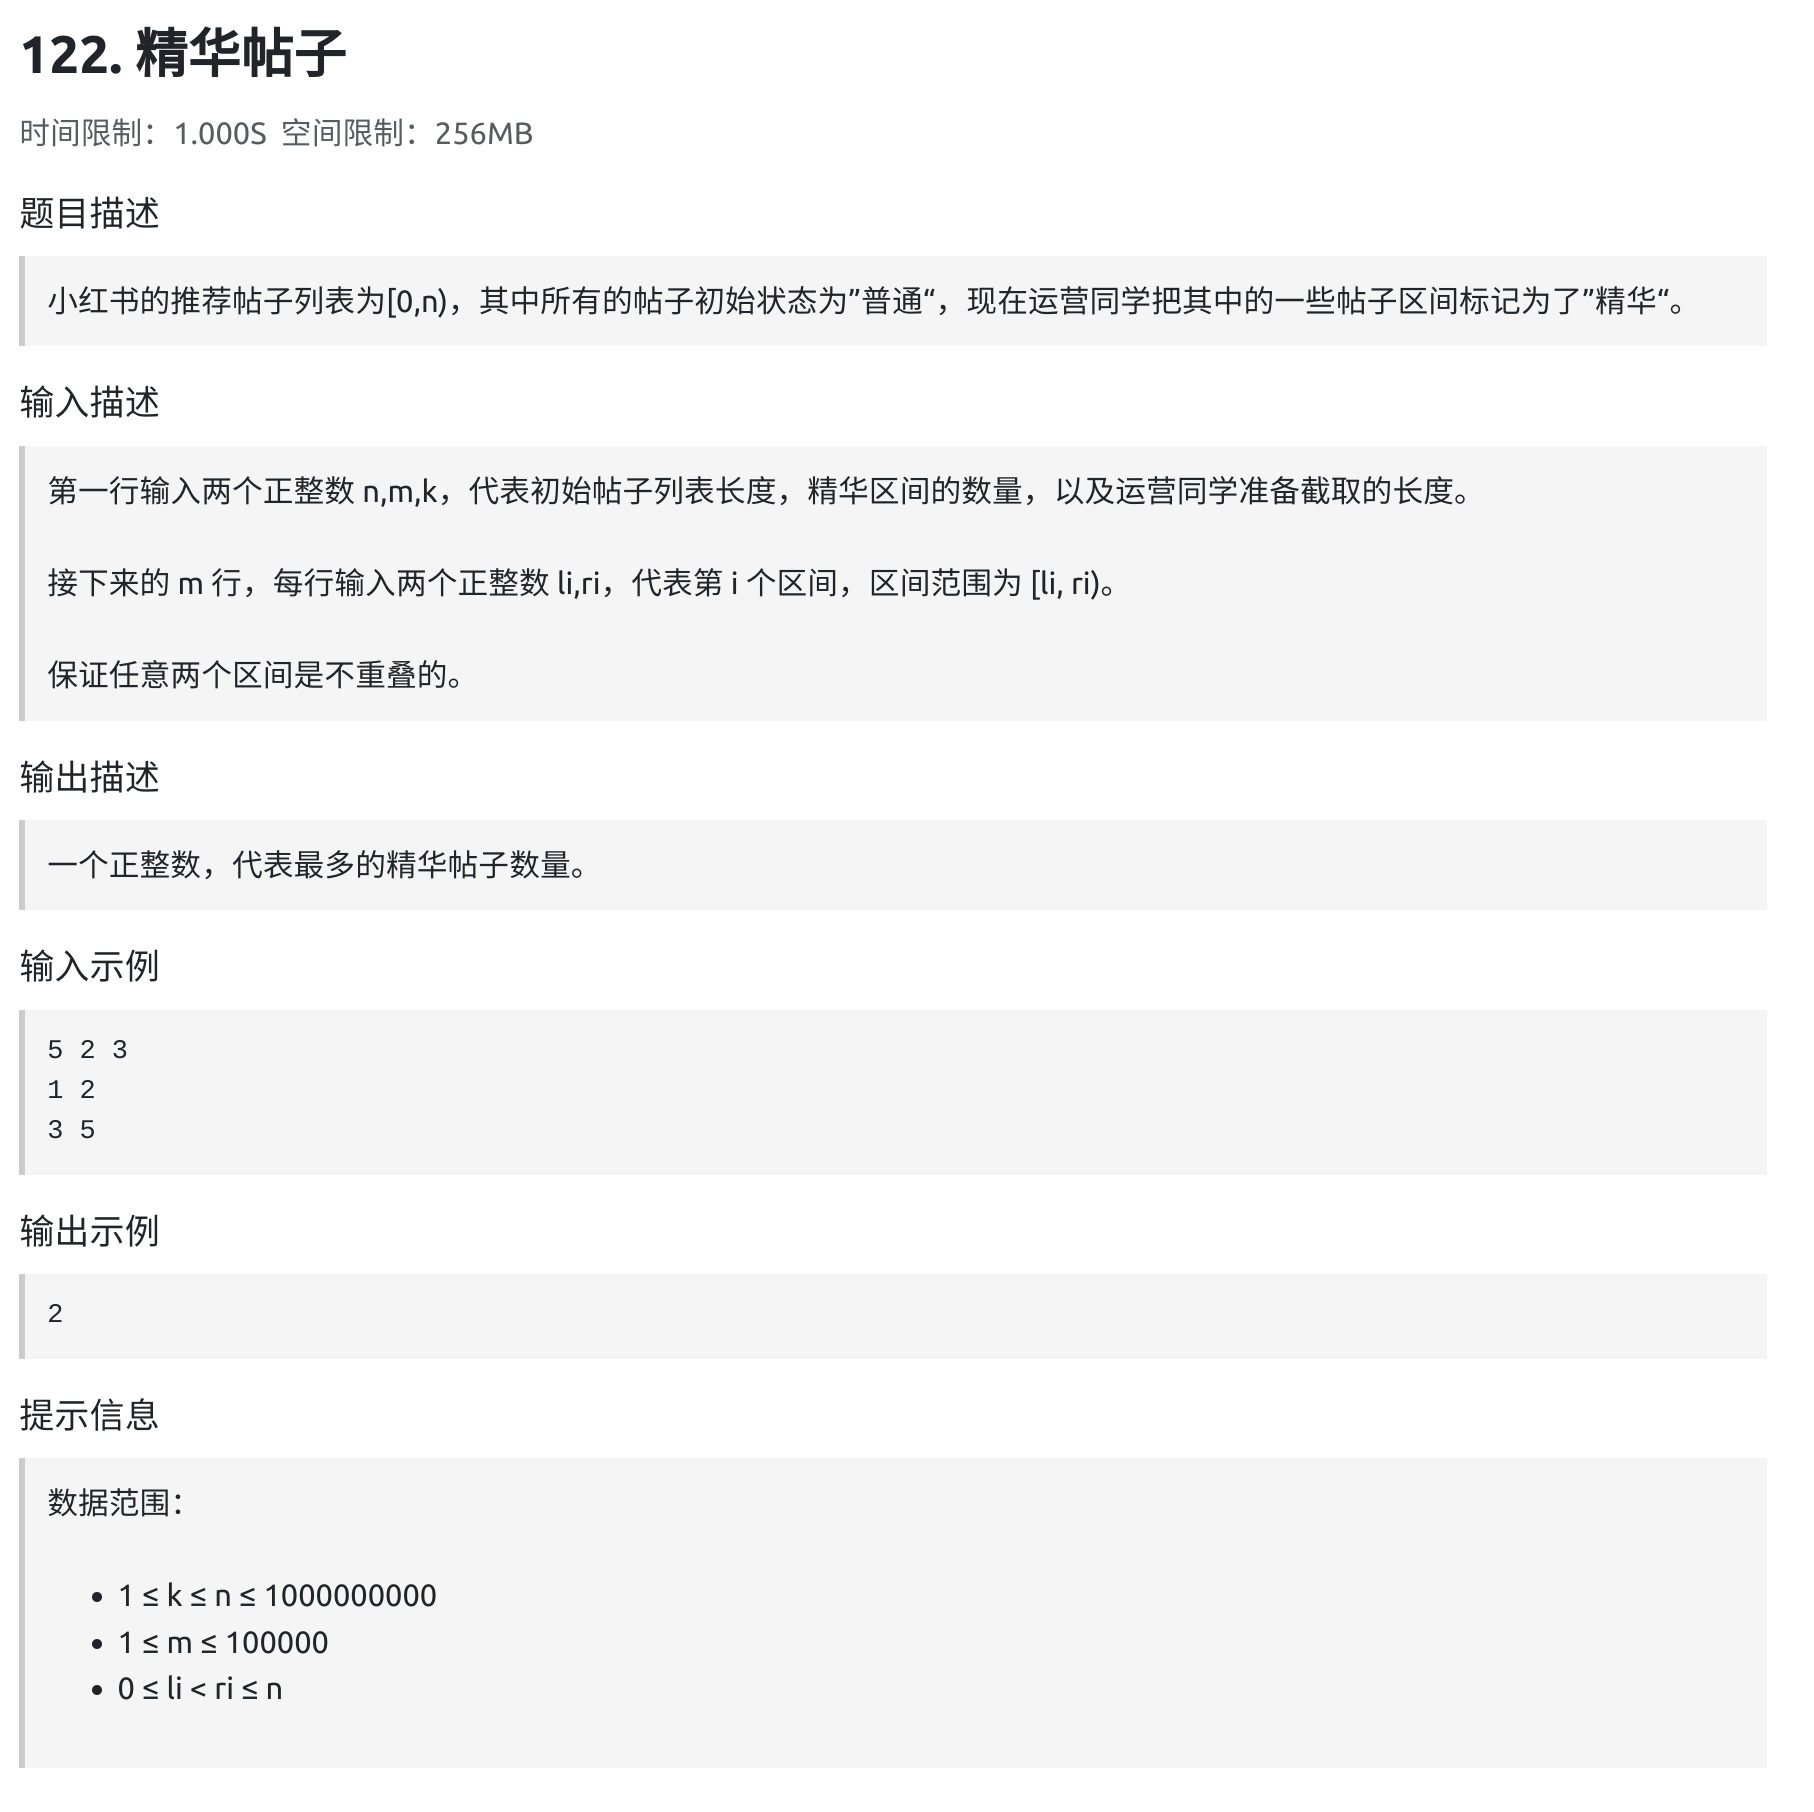 122. 精华帖子
时间限制：1.000S 空间限制：256MB
题目描述
小红书的推荐帖子列表为[0,n)，其中所有的帖子初始状态为”普通“，现在运营同学把其中的一些帖子区间标记为了”精华“。
输入描述
第一行输入两个正整数 n,m,k，代表初始帖子列表长度，精华区间的数量，以及运营同学准备截取的长度。
接下来的 m 行，每行输入两个正整数 li,ri，代表第 i 个区间，区间范围为 [li, ri)。
保证任意两个区间是不重叠的。
输出描述
一个正整数，代表最多的精华帖子数量。
输入示例
5 2 3
1 2
3 5
输出示例
2
提示信息
数据范围：
• 1 ≤ k ≤ n ≤ 1000000000
• 1 ≤ m ≤ 100000
• 0 ≤ li < ri ≤ n